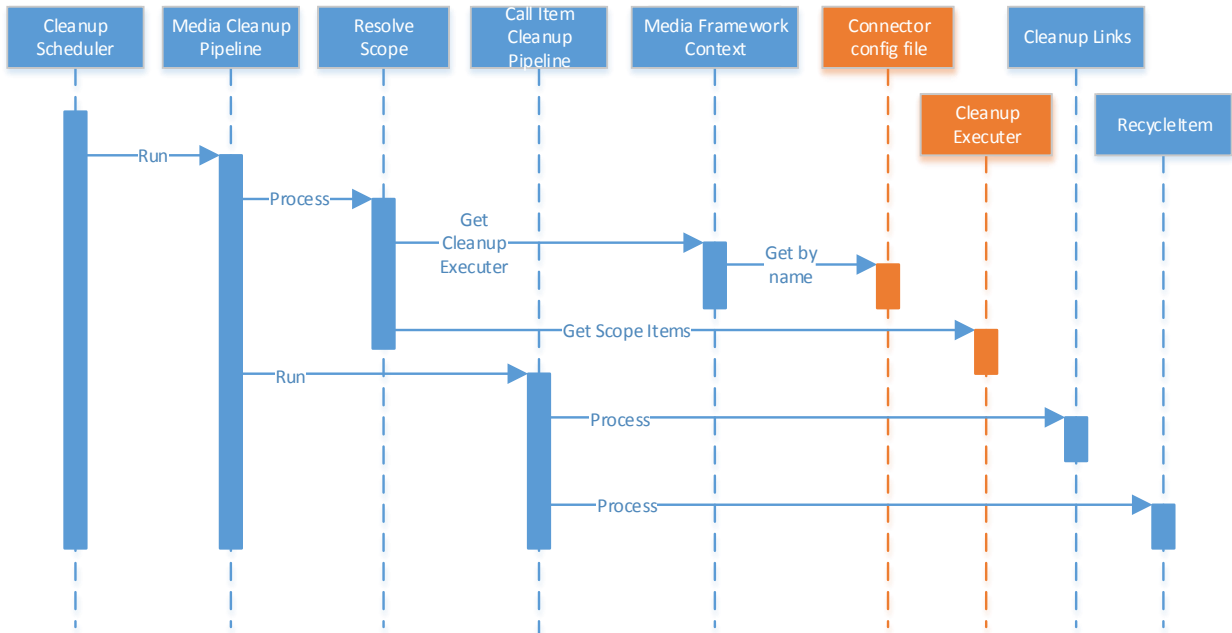 Cleanup
Scheduler
Media Cleanup
Pipeline
Resolve
Scope
Call Item
Cleanup
Pipeline
Media Framework
Context
Connector
config file
Cleanup Links
Cleanup
Executer
RecycleItem
Run
Process
Get
Cleanup
Executer
Get by
name
Get Scope Items
Run
Process
Process